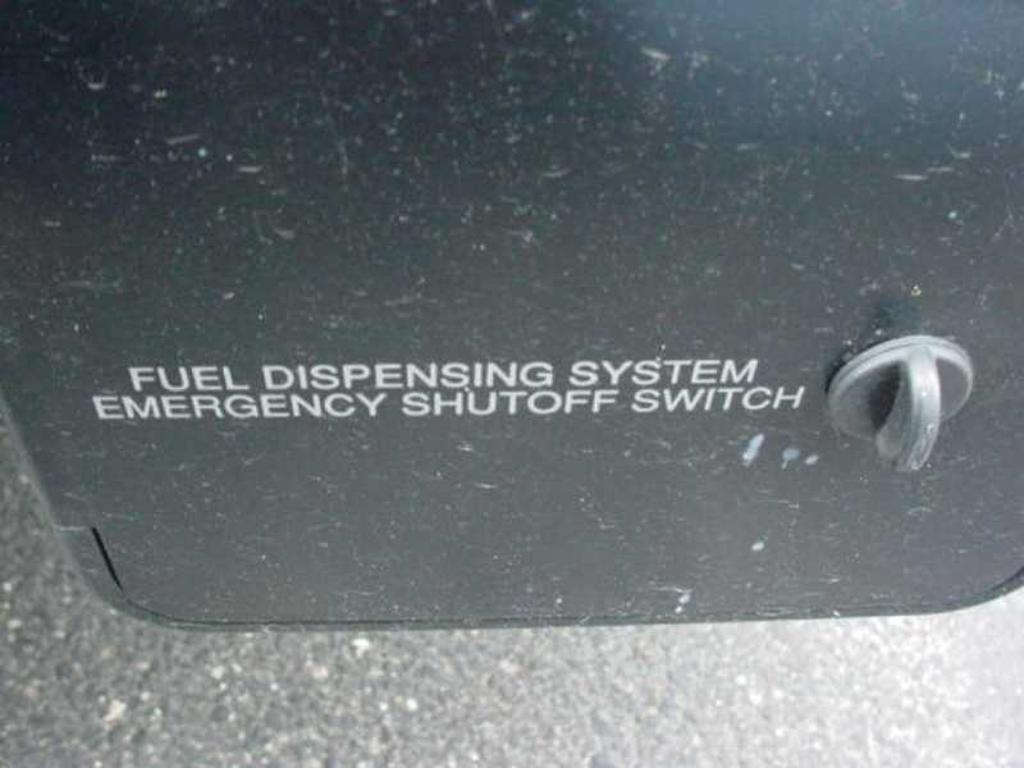 FUEL DISPENSING SYSTEM
EMERGENCY SHUTOFF SWITCH